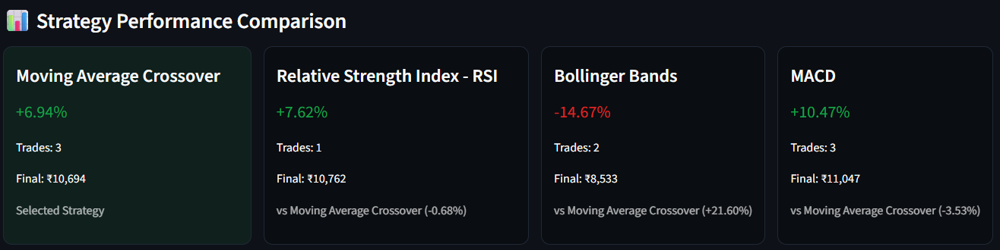 Strategy Performance Comparison
Moving Average Crossover
+6.94%
Trades: 3
Final: ₹10,694
Selected Strategy
Relative Strength Index - RSI
+7.62%
Trades: 1
Final: ₹10,762
vs Moving Average Crossover (-0.68%)
Bollinger Bands
-14.67%
Trades: 2
Final: ₹8,533
vs Moving Average Crossover (+21.60%)
MACD
+10.47%
Trades: 3
Final: ₹11,047
vs Moving Average Crossover (-3.53%)